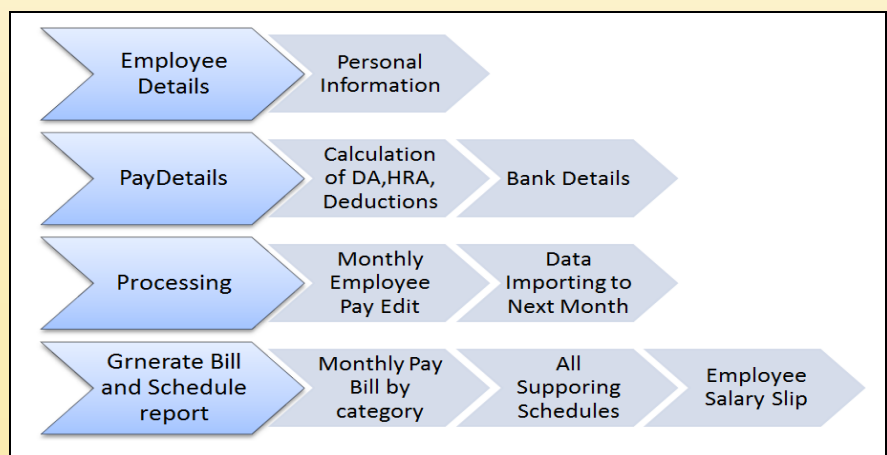 Employee
Details
Personal
Information
PayDetails
Calculation
of DA,HRA,
Deductions
Bank Details
Processing
Monthly
Employee
Pay Edit
Data
Importing to
Next Month
Grnerate Bill
and Schedule
report
Monthly Pay
Bill by
category
All
Supporing
Schedules
Employee
Salary Slip